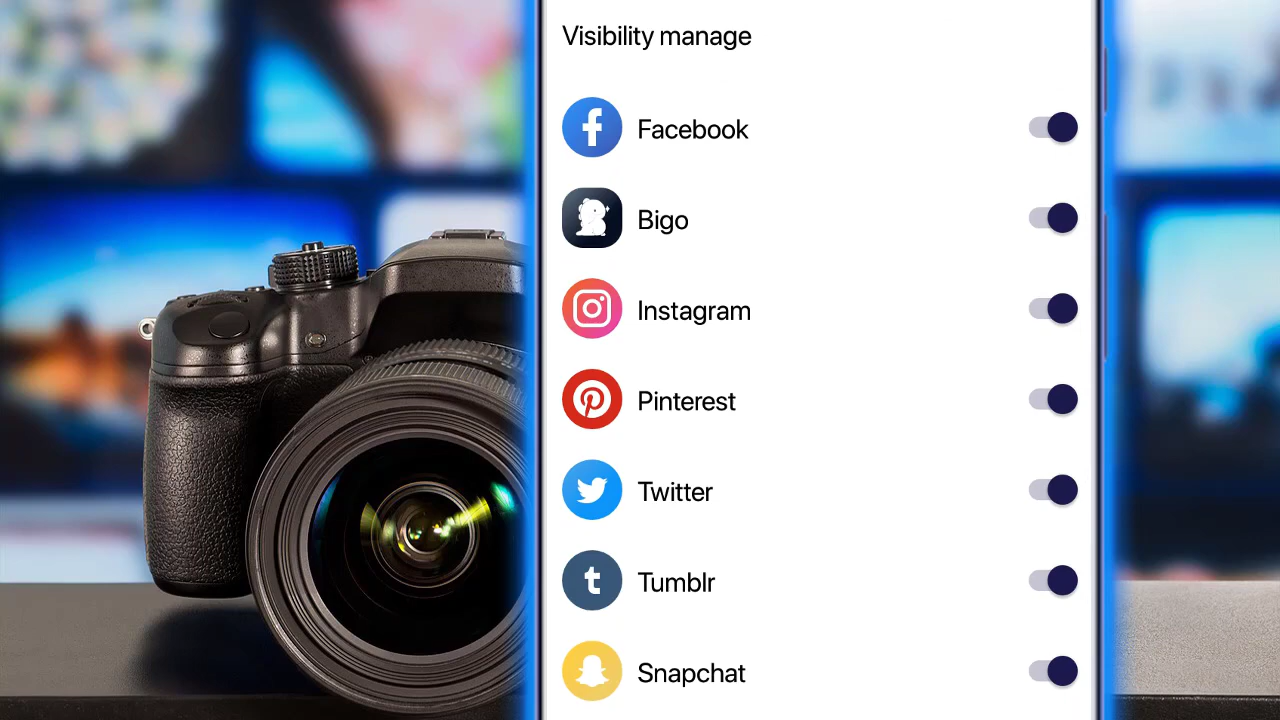 Visibility manage
Facebook
Bigo
Instagram
Pinterest
Twitter
Tumblr
Snapchat